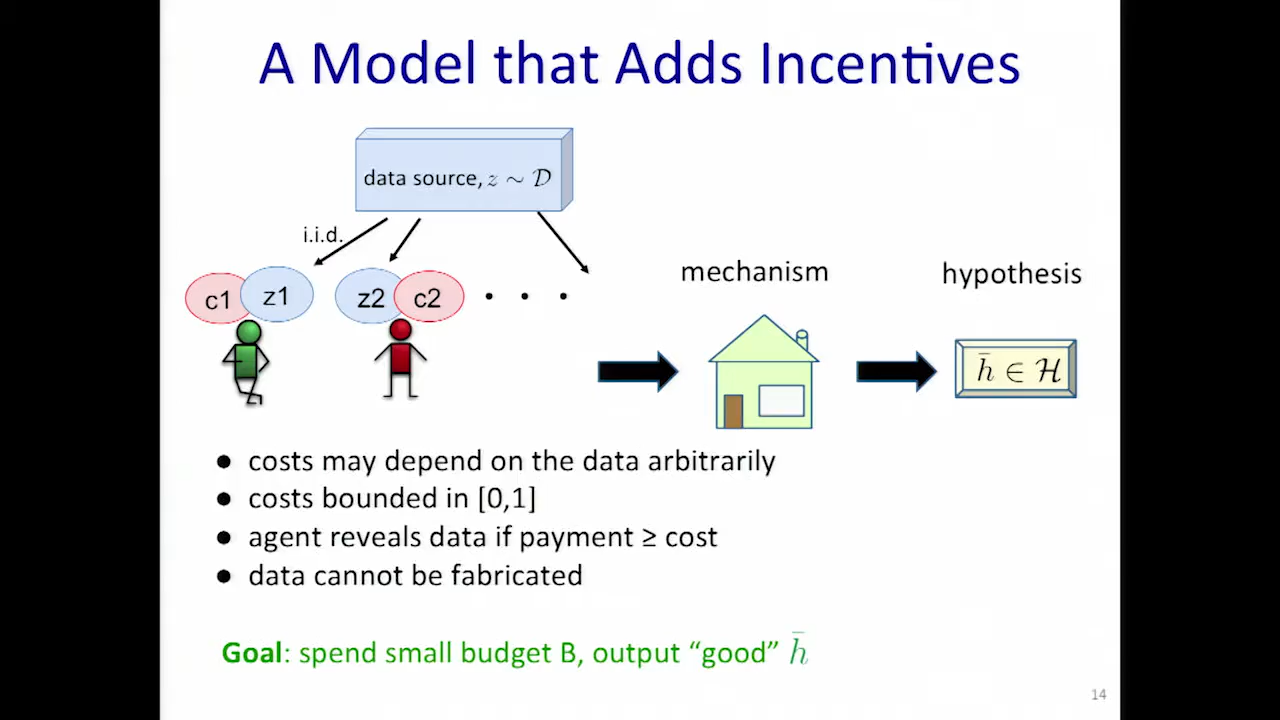 A Model that Adds Incentives
data source, z ∼ 𝒟
i.i.d.
c1 z1 z2 c2 . . .
mechanism
hypothesis
h̄ ∈ ℋ
● costs may depend on the data arbitrarily
● costs bounded in [0,1]
● agent reveals data if payment ≥ cost
● data cannot be fabricated
Goal: spend small budget B, output “good” h̄
14